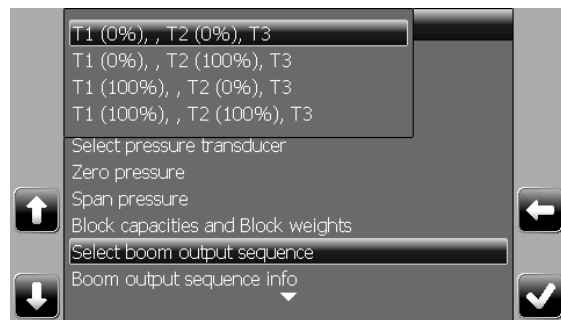 T1 (0%), , T2 (0%), T3
T1 (0%), , T2 (100%), T3
T1 (100%), , T2 (0%), T3
T1 (100%), , T2 (100%), T3
Select pressure transducer
Zero pressure
Span pressure
Block capacities and Block weights
Select boom output sequence
Boom output sequence info